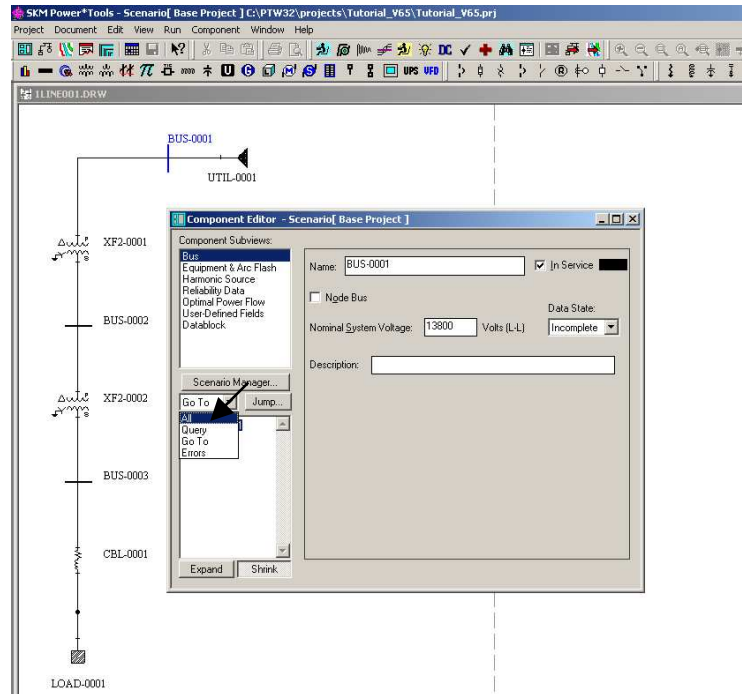 SKM Power*Tools - Scenario[ Base Project ] C:\PTW32\projects\Tutorial_V65\Tutorial_V65.prj
Project Document Edit View Run Component Window Help
DC
UPS VFD
1LINE001.DRW
BUS-0001
UTIL-0001
XF2-0001
BUS-0002
XF2-0002
BUS-0003
CBL-0001
LOAD-0001
Component Editor - Scenario[ Base Project ]
Component Subviews:
Bus
Equipment & Arc Flash
Harmonic Source
Reliability Data
Optimal Power Flow
User-Defined Fields
Datablock
Name: BUS-0001
In Service
Node Bus
Data State:
Nominal System Voltage: 13800 Volts (L-L) Incomplete
Description:
Scenario Manager...
Go To Jump...
All
Query
Go To
Errors
Expand Shrink